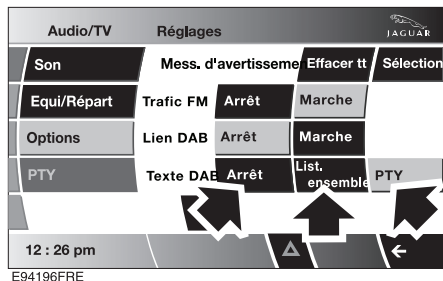 Audio/TV Réglages JAGUAR
Son Mess. d'avertissemen Effacer tt Sélection
Equi/Répart Trafic FM Arrêt Marche
Options Lien DAB Arrêt Marche
PTY Texte DAB Arrêt List. ensemble PTY
12 : 26 pm
E94196FRE